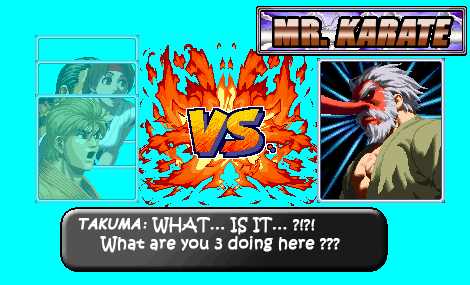 MR. KARATE
VS
TAKUMA: WHAT... IS IT... ?!?!
What are you 3 doing here ???